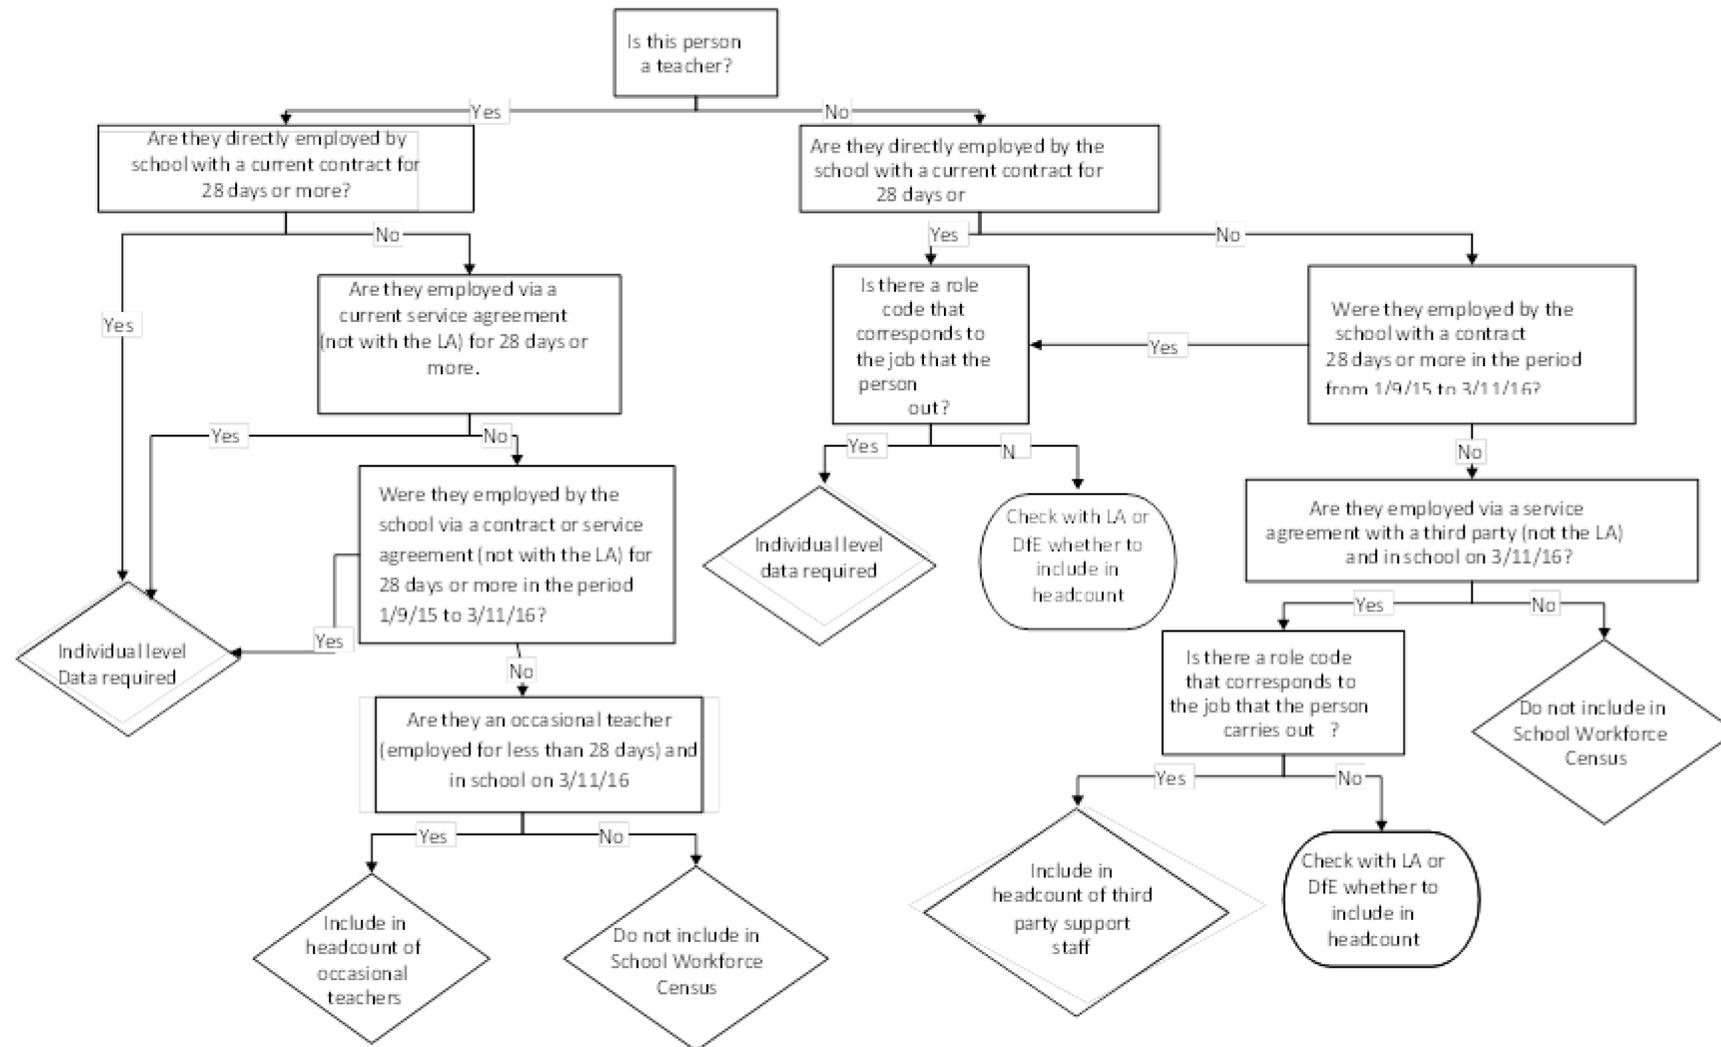 Is this person
a teacher?
Yes
No
Are they directly employed by
school with a current contract for
28 days or more?
Are they directly employed by the
school with a current contract for
28 days or
No
Yes
No
Yes
Are they employed via a
current service agreement
(not with the LA) for 28 days or
more.
Is there a role
code that
corresponds to
the job that the
person
out?
Yes
Were they employed by the
school with a contract
28 days or more in the period
from 1/9/15 to 3/11/16?
Yes
No
Yes
N
No
Were they employed by the
school via a contract or service
agreement (not with the LA) for
28 days or more in the period
1/9/15 to 3/11/16?
Individual level
data required
Check with LA or
DfE whether to
include in
headcount
Are they employed via a service
agreement with a third party (not the LA)
and in school on 3/11/16?
Yes
No
Yes
Individual level
Data required
No
Is there a role code
that corresponds to
the job that the person
carries out ?
Do not include in
School Workforce
Census
Are they an occasional teacher
(employed for less than 28 days) and
in school on 3/11/16
Yes
No
Yes
No
Include in
headcount of
occasional
teachers
Do not include in
School Workforce
Census
Include in
headcount of third
party support
staff
Check with LA or
DfE whether to
include in
headcount